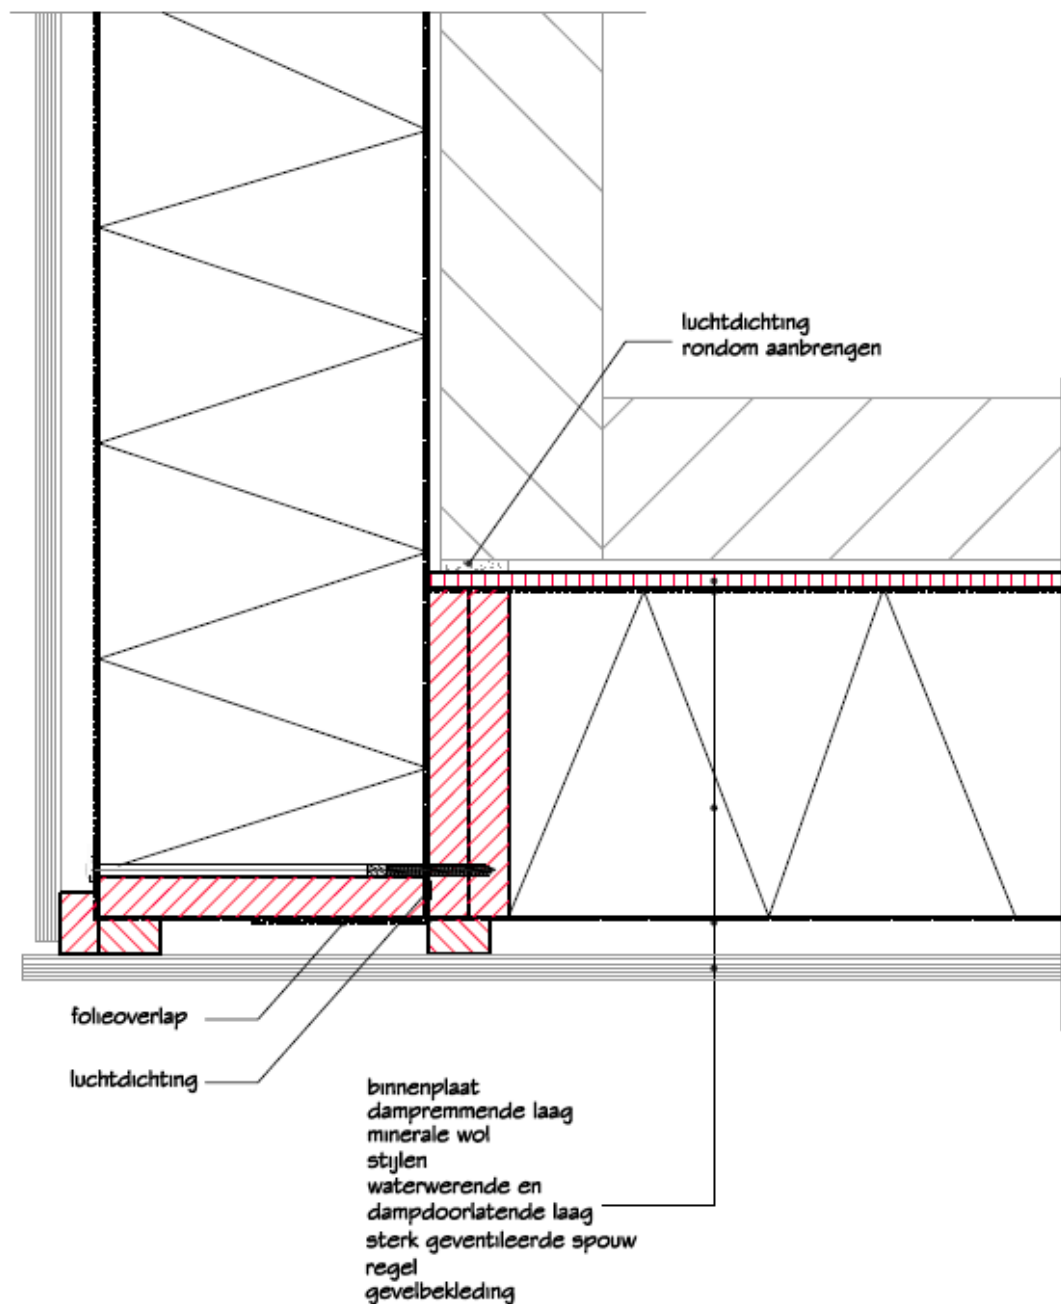 luchtdichting
rondom aanbrengen
folieoverlap
luchtdichting
binnenplaat
dampremmende laag
minerale wol
stijlen
waterwerende en
dampdoorlatende laag
sterk geventileerde spouw
regel
gevelbekleding